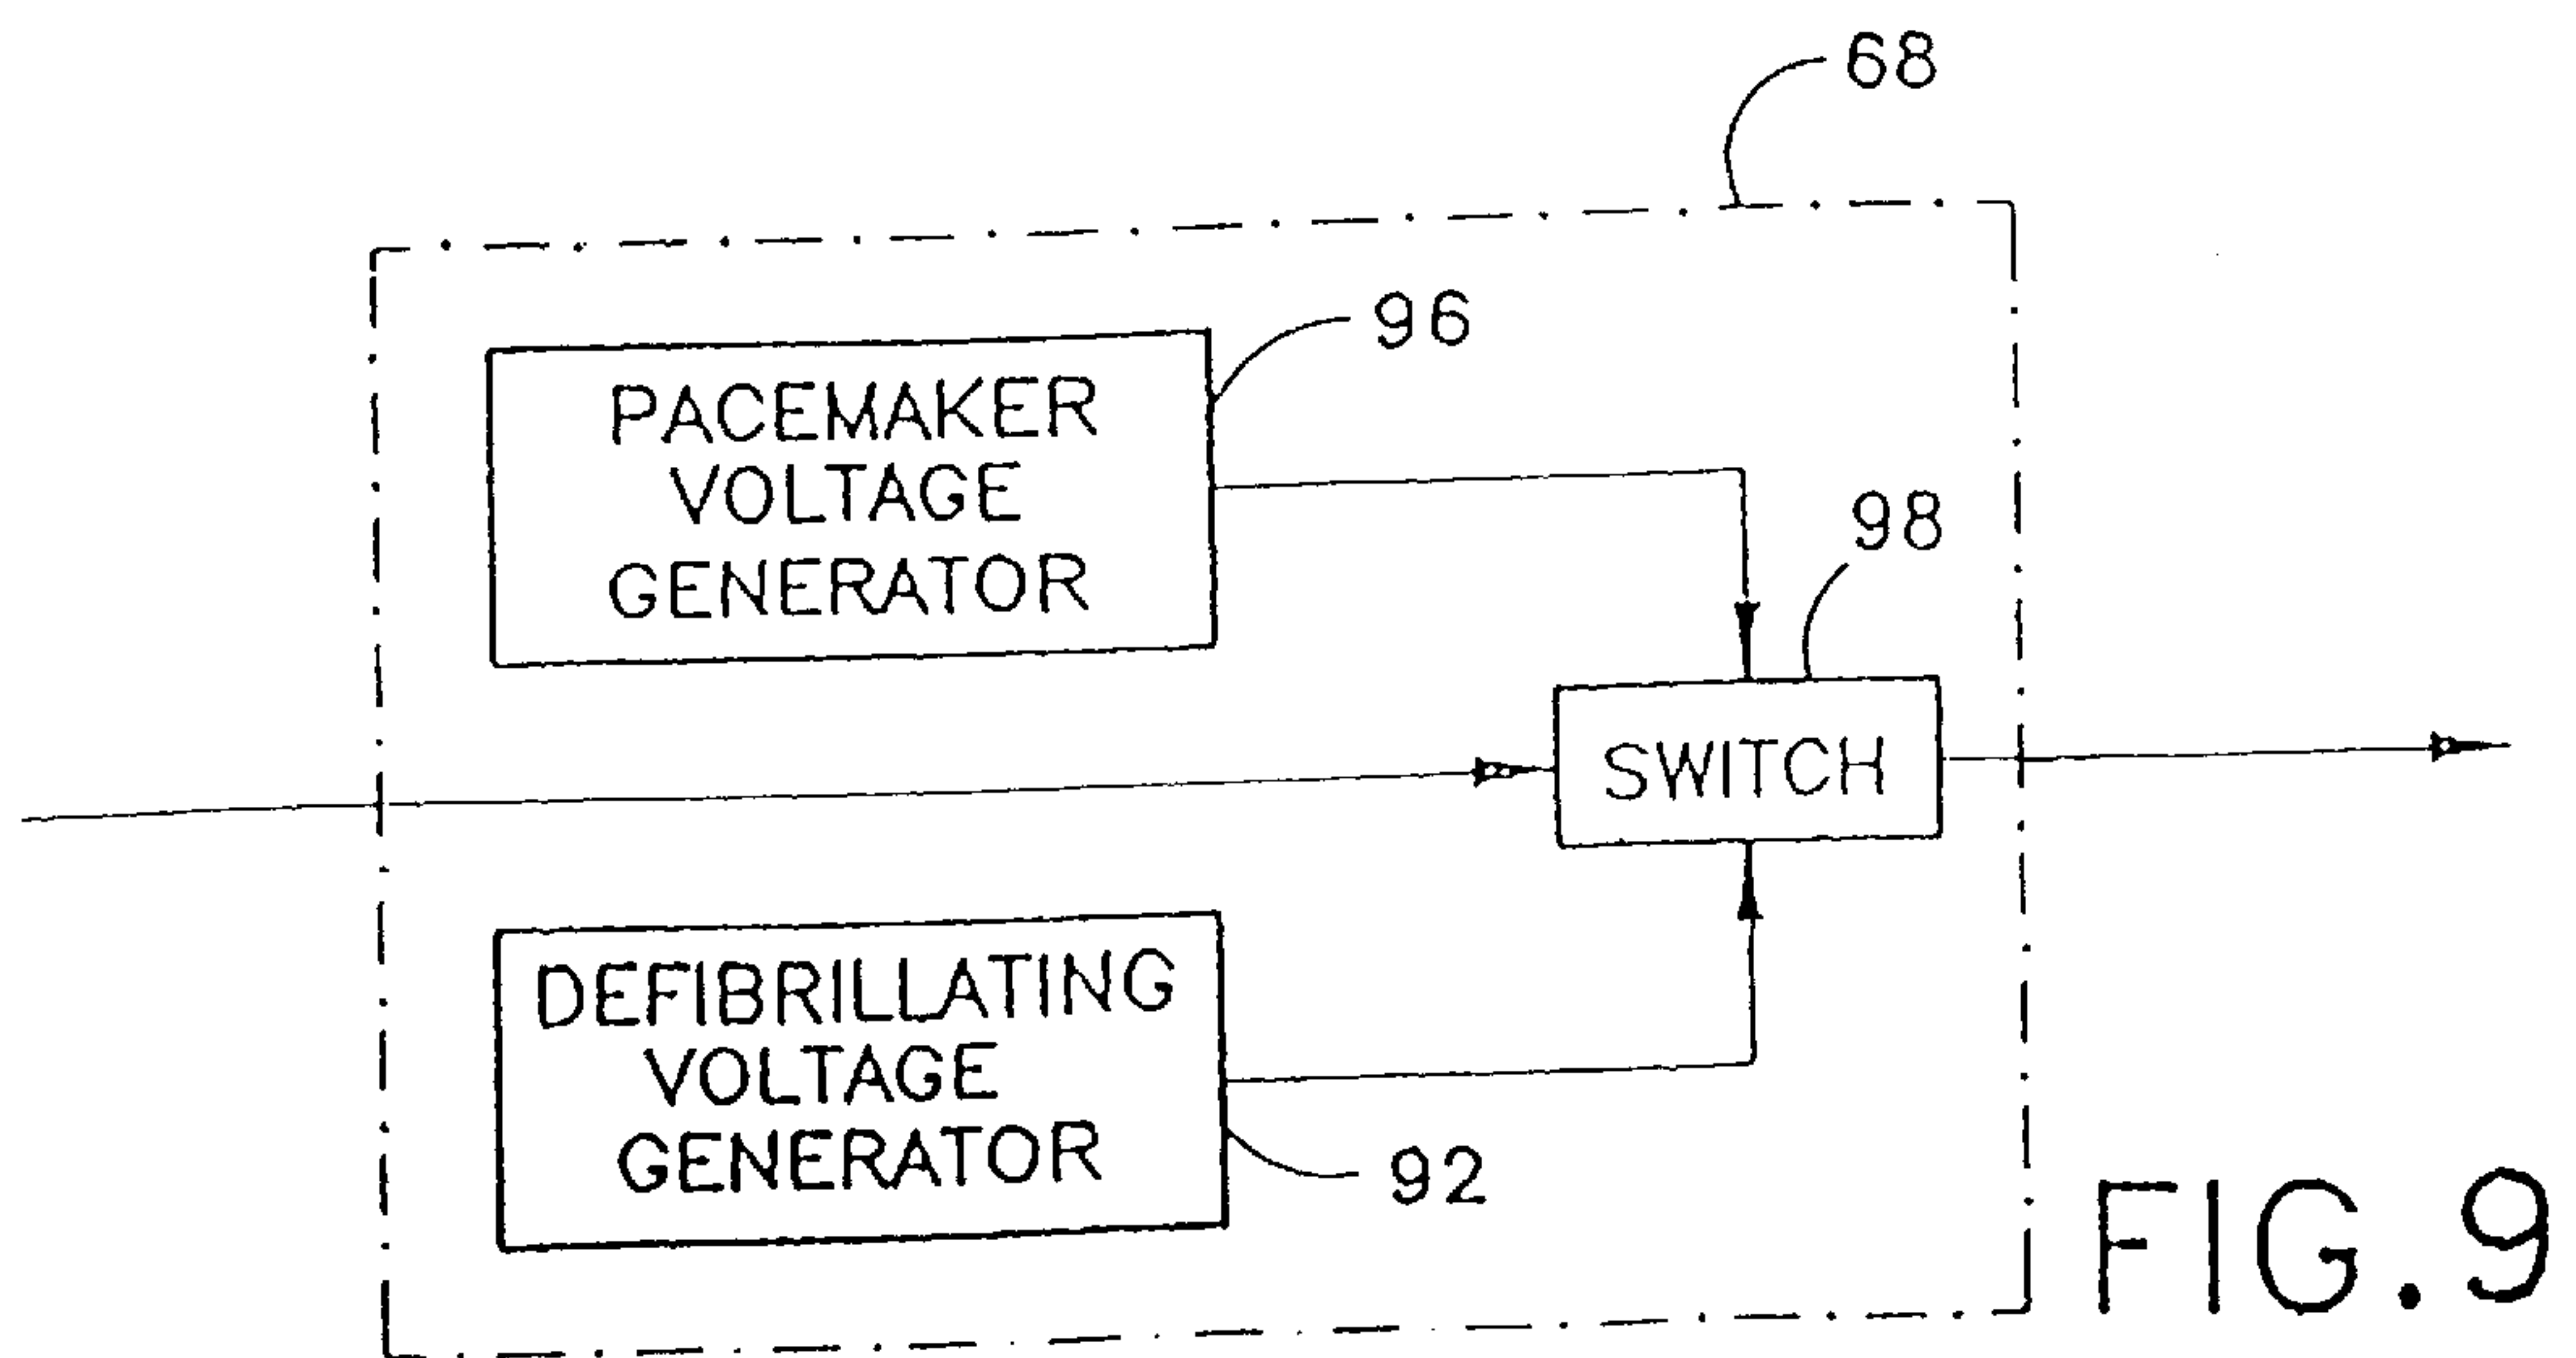 68
96
PACEMAKER
VOLTAGE
GENERATOR
98
SWITCH
DEFIBRILLATING
VOLTAGE
GENERATOR
92
FIG.9